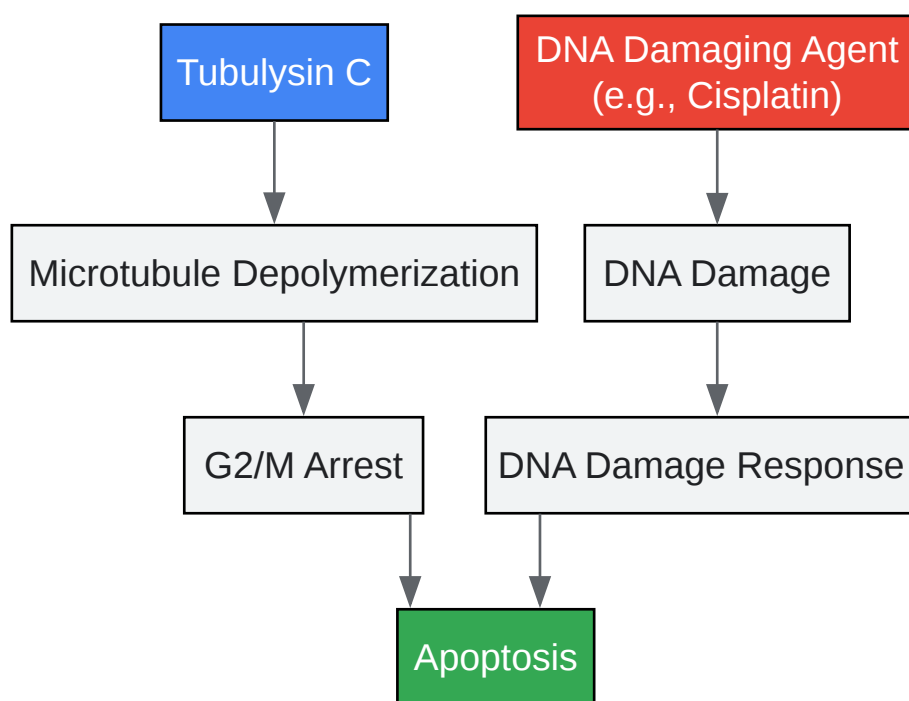 Tubulysin C
DNA Damaging Agent
(e.g., Cisplatin)
Microtubule Depolymerization
DNA Damage
G2/M Arrest
DNA Damage Response
Apoptosis